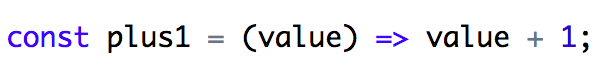 const plus1 = (value) => value + 1;